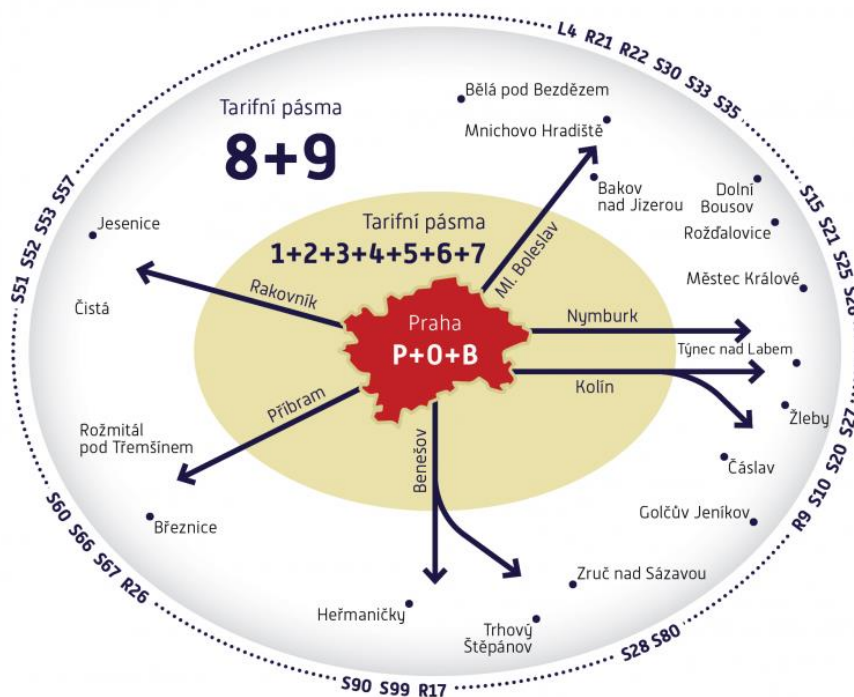 L4 R21 R22 S30 S33 S35
Tarifní pásma
8+9
Bělá pod Bezdězem
Mnichovo Hradiště
Bakov
nad Jizerou
Dolní
Bousov
Rožďalovice
S15 S21 S25 S26
Městec Králové
S51 S52 S53 S57
Jesenice
Čistá
Tarifní pásma
1+2+3+4+5+6+7
Ml. Boleslav
Rakovník
Praha
P+0+B
Nymburk
Týnec nad Labem
Kolín
Žleby
Čáslav
Golčův Jeníkov
R9 S10 S20 S27
Příbram
Rožmitál
pod Třemšínem
Březnice
S60 S66 S67 R26
Benešov
Heřmaničky
Zruč nad Sázavou
Trhový
Štěpánov
S28 S80
S90 S99 R17